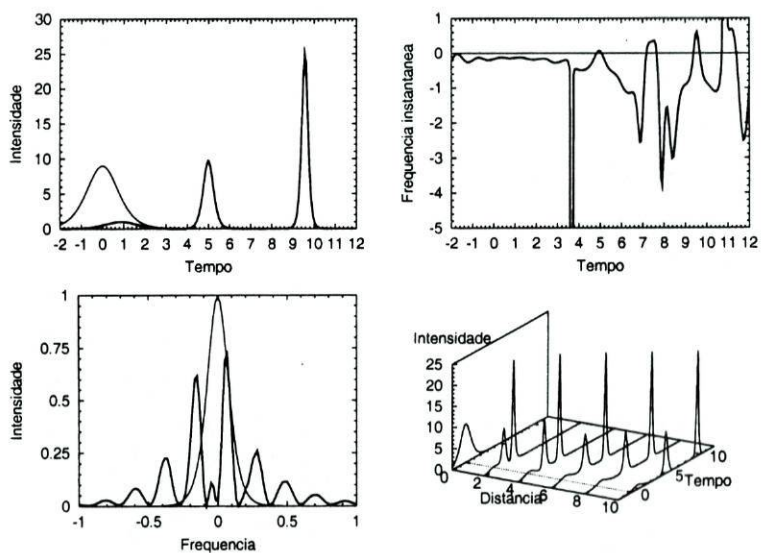 30
25
20
15
10
5
0
Intensidade
-2 -1 0 1 2 3 4 5 6 7 8 9 10 11 12
Tempo
1
0
-1
-2
-3
-4
-5
Frequencia instantanea
-2 -1 0 1 2 3 4 5 6 7 8 9 10 11 12
Tempo
1
0.75
0.5
0.25
0
Intensidade
-1 -0.5 0 0.5 1
Frequencia
Intensidade
25
20
15
10
5
0
0 2 4 6 8 10
Distancia
0 5 10
Tempo